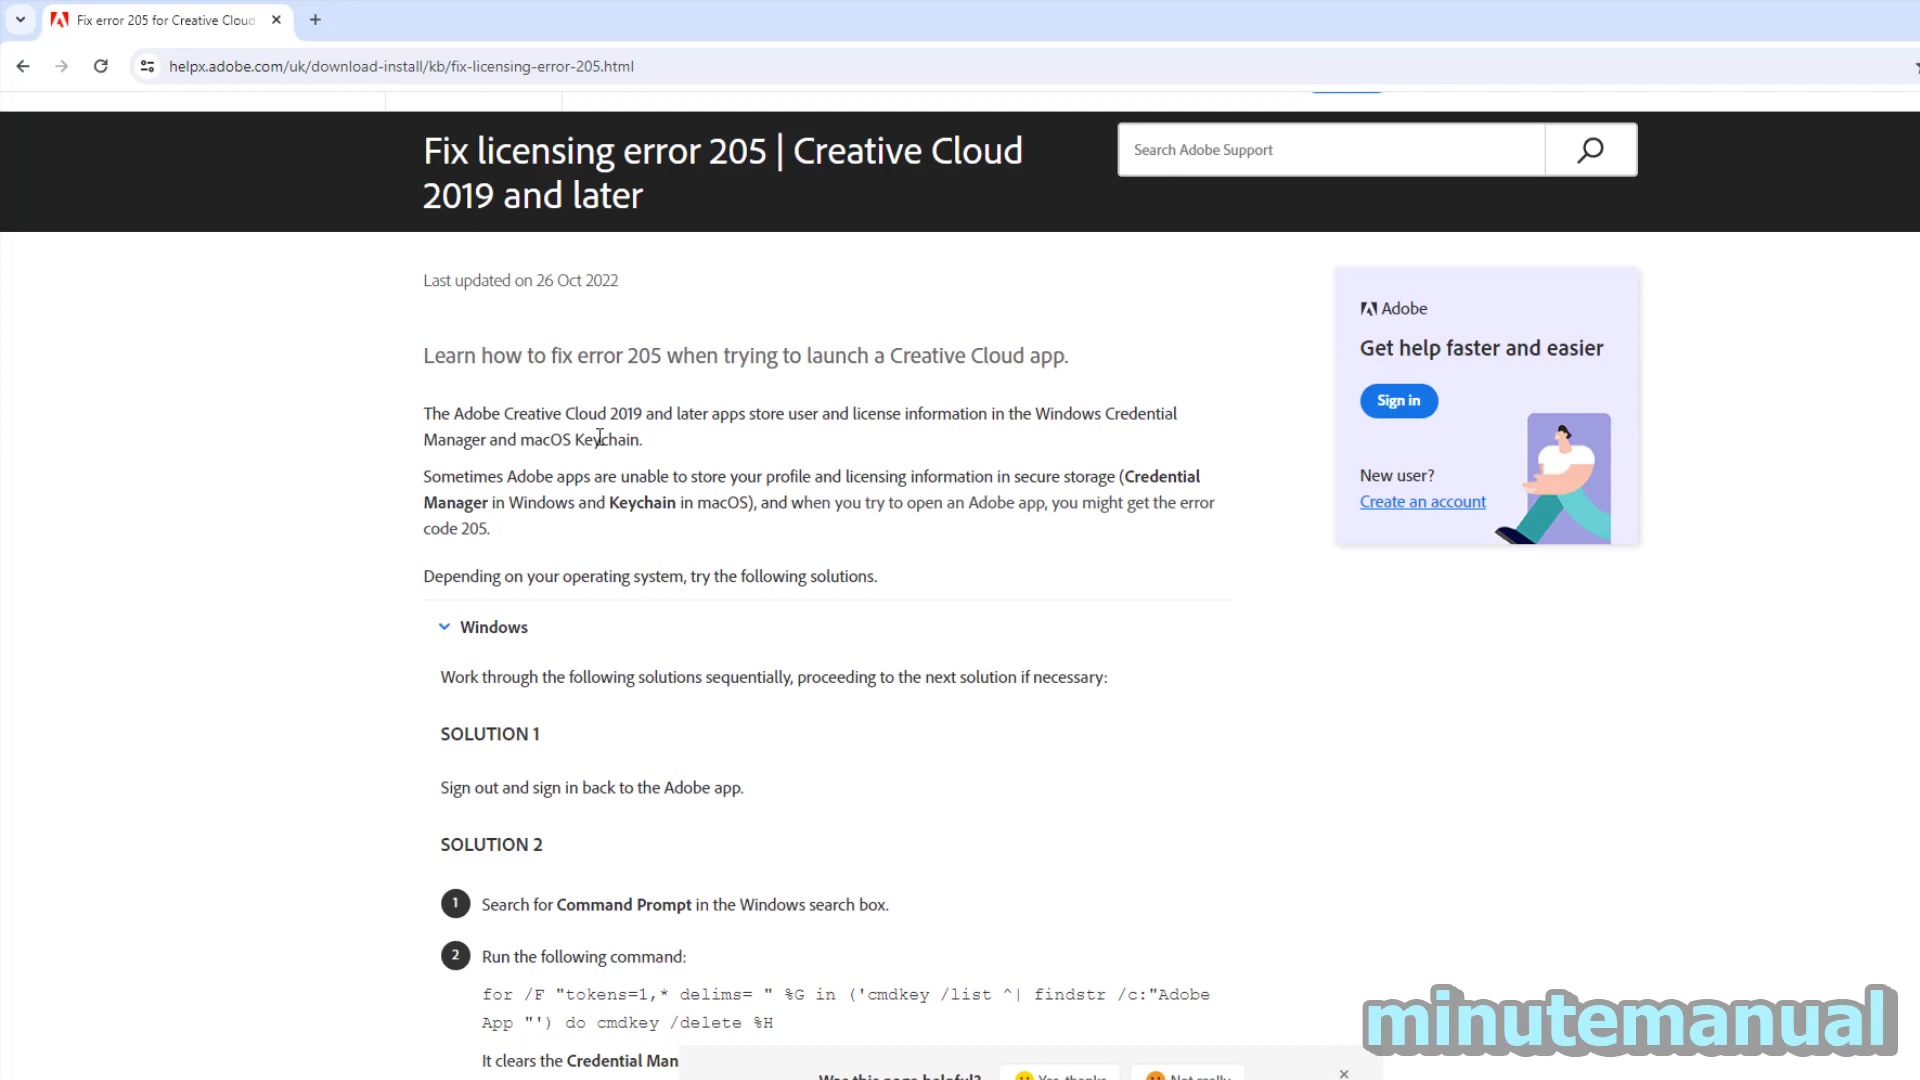 Fix error 205 for Creative Cloud
helpx.adobe.com/uk/download-install/kb/fix-licensing-error-205.html
Fix licensing error 205 | Creative Cloud
2019 and later
Search Adobe Support
Last updated on 26 Oct 2022
Learn how to fix error 205 when trying to launch a Creative Cloud app.
The Adobe Creative Cloud 2019 and later apps store user and license information in the Windows Credential
Manager and macOS Keychain.
Sometimes Adobe apps are unable to store your profile and licensing information in secure storage (Credential
Manager in Windows and Keychain in macOS), and when you try to open an Adobe app, you might get the error
code 205.
Depending on your operating system, try the following solutions.
Windows
Work through the following solutions sequentially, proceeding to the next solution if necessary:
SOLUTION 1
Sign out and sign in back to the Adobe app.
SOLUTION 2
1 Search for Command Prompt in the Windows search box.
2 Run the following command:
for /F "tokens=1,* delims= " %G in ('cmdkey /list ^| findstr /c:"Adobe
App "') do cmdkey /delete %H
It clears the Credential Man
Adobe
Get help faster and easier
Sign in
New user?
Create an account
Was this page helpful?
Yes, thanks
Not really
minutemanual